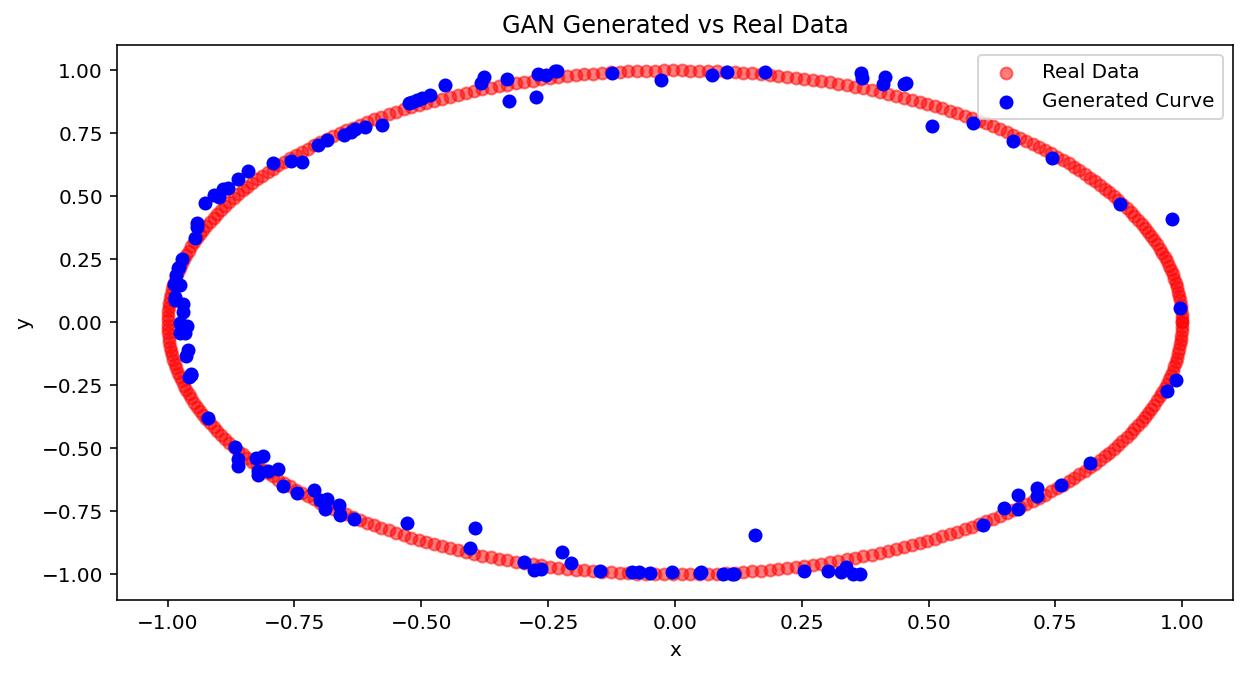 GAN Generated vs Real Data
Real Data
Generated Curve
1.00
0.75
0.50
0.25
0.00
−0.25
−0.50
−0.75
−1.00
y
−1.00 −0.75 −0.50 −0.25 0.00 0.25 0.50 0.75 1.00
x